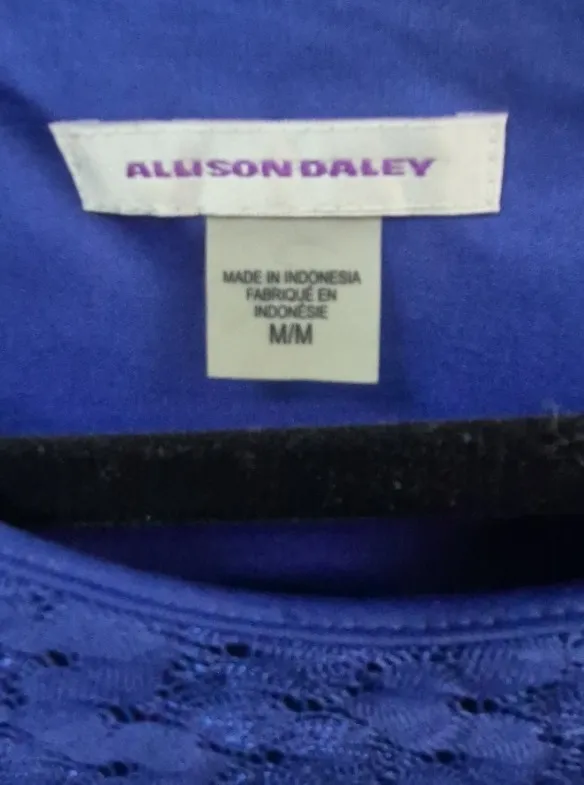 ALLISON DALEY
MADE IN INDONESIA
FABRIQUÉ EN
INDONÉSIE
M/M